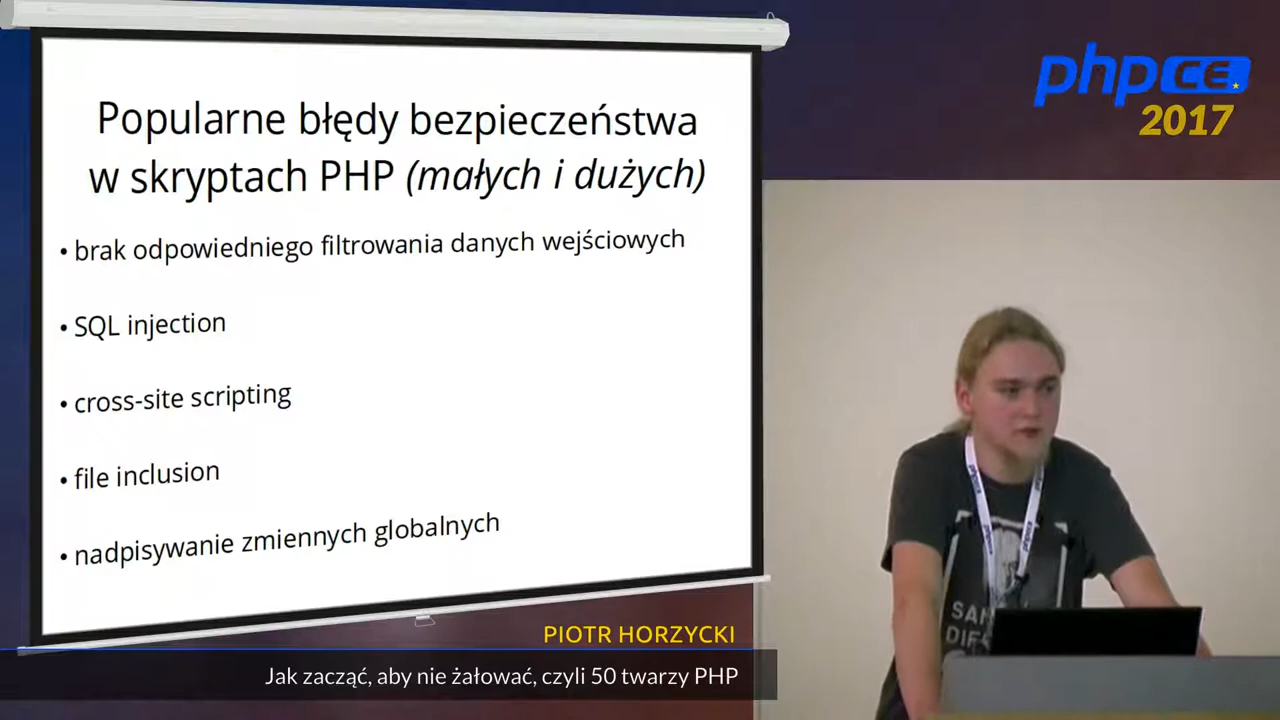 Popularne błędy bezpieczeństwa
w skryptach PHP (małych i dużych)
• brak odpowiedniego filtrowania danych wejściowych
• SQL injection
• cross-site scripting
• file inclusion
• nadpisywanie zmiennych globalnych
phpCE
2017
PIOTR HORZYCKI
Jak zacząć, aby nie żałować, czyli 50 twarzy PHP